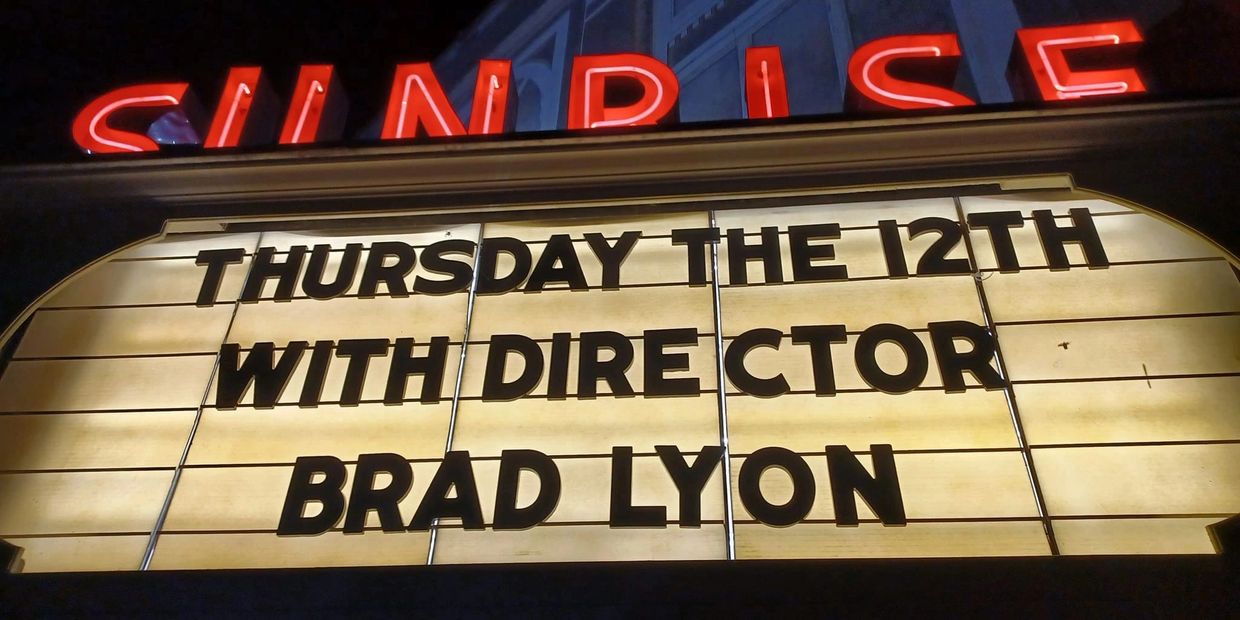 SUNRISE
THURSDAY THE 12TH
WITH DIRECTOR
BRAD LYON